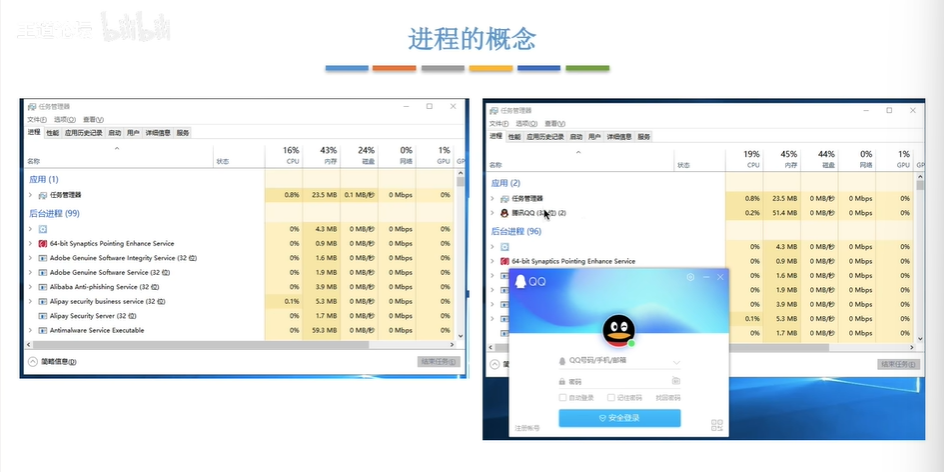 bilibili
进程的概念
任务管理器
文件(F) 选项(O) 查看(V)
进程 性能 应用历史记录 启动 用户 详细信息 服务
16% 43% 24% 0% 1%
名称 状态 CPU 内存 磁盘 网络 GPU GP
应用 (1)
任务管理器 0.8% 23.5 MB 0.1 MB/秒 0 Mbps 0%
后台进程 (99)
0% 4.3 MB 0 MB/秒 0 Mbps 0%
64-bit Synaptics Pointing Enhance Service 0% 0.9 MB 0 MB/秒 0 Mbps 0%
Adobe Genuine Software Integrity Service (32 位) 0% 1.6 MB 0 MB/秒 0 Mbps 0%
Adobe Genuine Software Service (32 位) 0% 1.9 MB 0 MB/秒 0 Mbps 0%
Alibaba Anti-phishing Service (32 位) 0% 3.9 MB 0 MB/秒 0 Mbps 0%
Alipay security business service (32 位) 0.1% 5.3 MB 0 MB/秒 0 Mbps 0%
Alipay Security Server (32 位) 0% 1.7 MB 0 MB/秒 0 Mbps 0%
Antimalware Service Executable 0% 59.3 MB 0 MB/秒 0 Mbps 0%
简略信息(D) 结束任务(E)
任务管理器
文件(F) 选项(O) 查看(V)
进程 性能 应用历史记录 启动 用户 详细信息 服务
19% 45% 44% 0% 1%
名称 状态 CPU 内存 磁盘 网络 GPU GP
应用 (2)
任务管理器 0.8% 23.5 MB 0 MB/秒 0 Mbps 0%
腾讯QQ (32 位) (2) 0.2% 51.4 MB 0 MB/秒 0 Mbps 0%
后台进程 (96)
0% 4.3 MB 0 MB/秒 0 Mbps 0%
64-bit Synaptics Pointing Enhance Service 0% 0.9 MB 0 MB/秒 0 Mbps 0%
0% 1.6 MB 0 MB/秒 0 Mbps 0%
0% 1.9 MB 0 MB/秒 0 Mbps 0%
0% 3.9 MB 0 MB/秒 0 Mbps 0%
0.1% 5.3 MB 0 MB/秒 0 Mbps 0%
0% 1.7 MB 0 MB/秒 0 Mbps 0%
结束任务(E)
QQ
QQ号码/手机/邮箱
密码
自动登录 记住密码 找回密码
安全登录
注册帐号